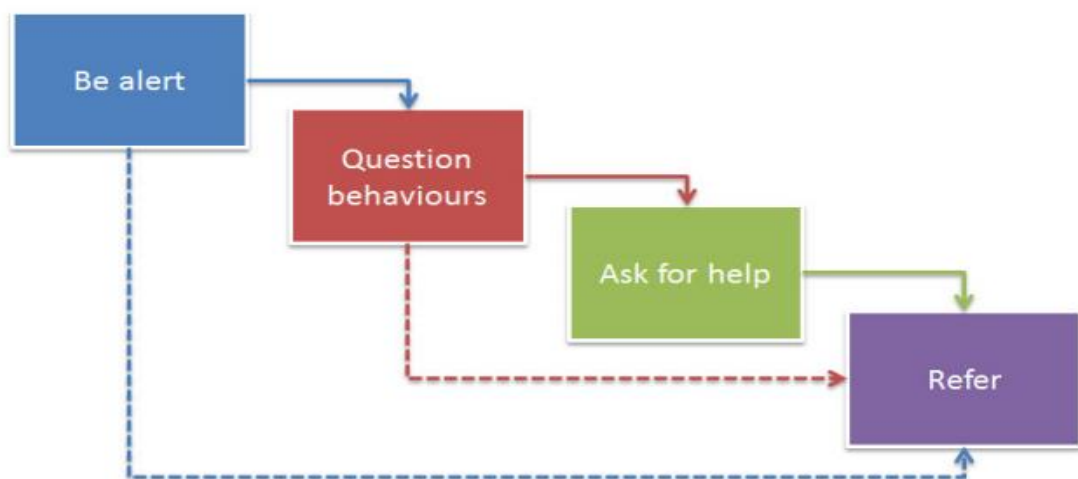 Be alert
Question
behaviours
Ask for help
Refer